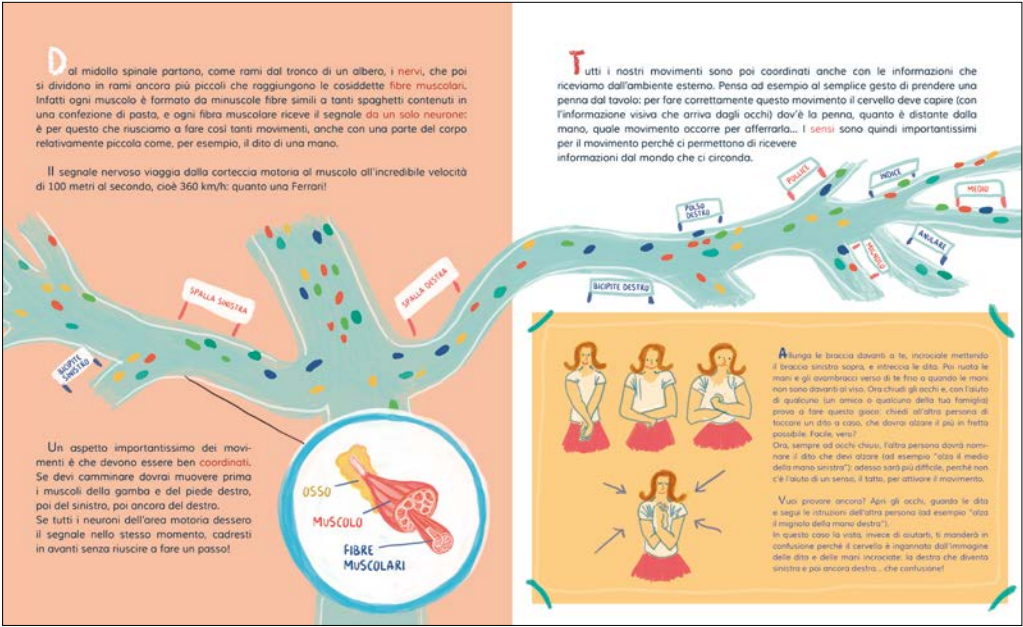 Dal midollo spinale partono, come rami dal tronco di un albero, i nervi, che poi
si dividono in rami ancora più piccoli che raggiungono le cosiddette fibre muscolari.
Infatti ogni muscolo è formato da minuscole fibre simili a tanti spaghetti contenuti in
una confezione di pasta, e ogni fibra muscolare riceve il segnale da un solo neurone:
è per questo che riusciamo a fare così tanti movimenti, anche con una parte del corpo
relativamente piccola come, per esempio, il dito di una mano.
Il segnale nervoso viaggia dalla corteccia motoria al muscolo all'incredibile velocità
di 100 metri al secondo, cioè 360 km/h: quanto una Ferrari!
SPALLA SINISTRA
SPALLA DESTRA
BICIPITE
SINISTRO
Un aspetto importantissimo dei movi-
menti è che devono essere ben coordinati.
Se devi camminare dovrai muovere prima
i muscoli della gamba e del piede destro,
poi del sinistro, poi ancora del destro.
Se tutti i neuroni dell'area motoria dessero
il segnale nello stesso momento, cadresti
in avanti senza riuscire a fare un passo!
OSSO
MUSCOLO
FIBRE
MUSCOLARI
Tutti i nostri movimenti sono poi coordinati anche con le informazioni che
riceviamo dall'ambiente esterno. Pensa ad esempio al semplice gesto di prendere una
penna dal tavolo: per fare correttamente questo movimento il cervello deve capire (con
l'informazione visiva che arriva dagli occhi) dov'è la penna, quanto è distante dalla
mano, quale movimento occorre per afferrarla... I sensi sono quindi importantissimi
per il movimento perché ci permettono di ricevere
informazioni dal mondo che ci circonda.
POLLICE
INDICE
MEDIO
POLSO
DESTRO
ANULARE
MIGNOLO
BICIPITE DESTRO
Allunga le braccia davanti a te, incrociale mettendo
il braccio sinistro sopra, e intreccia le dita. Poi ruota le
mani e gli avambracci verso di te fino a quando le mani
non sono davanti al viso. Ora chiudi gli occhi e, con l'aiuto
di qualcuno (un amico o qualcuno della tua famiglia)
prova a fare questo gioco: chiedi all'altra persona di
toccare un dito a caso, che dovrai alzare il più in fretta
possibile. Facile, vero?
Ora, sempre ad occhi chiusi, l'altra persona dovrà nomi-
nare il dito che devi alzare (ad esempio "alza il medio
della mano sinistra"): adesso sarà più difficile, perché non
c'è l'aiuto di un senso, il tatto, per attivare il movimento.
Vuoi provare ancora? Apri gli occhi, guarda le dita
e segui le istruzioni dell'altra persona (ad esempio "alza
il mignolo della mano destra").
In questo caso la vista, invece di aiutarti, ti manderà in
confusione perché il cervello è ingannato dall'immagine
delle dita e delle mani incrociate: la destra che diventa
sinistra e poi ancora destra... che confusione!